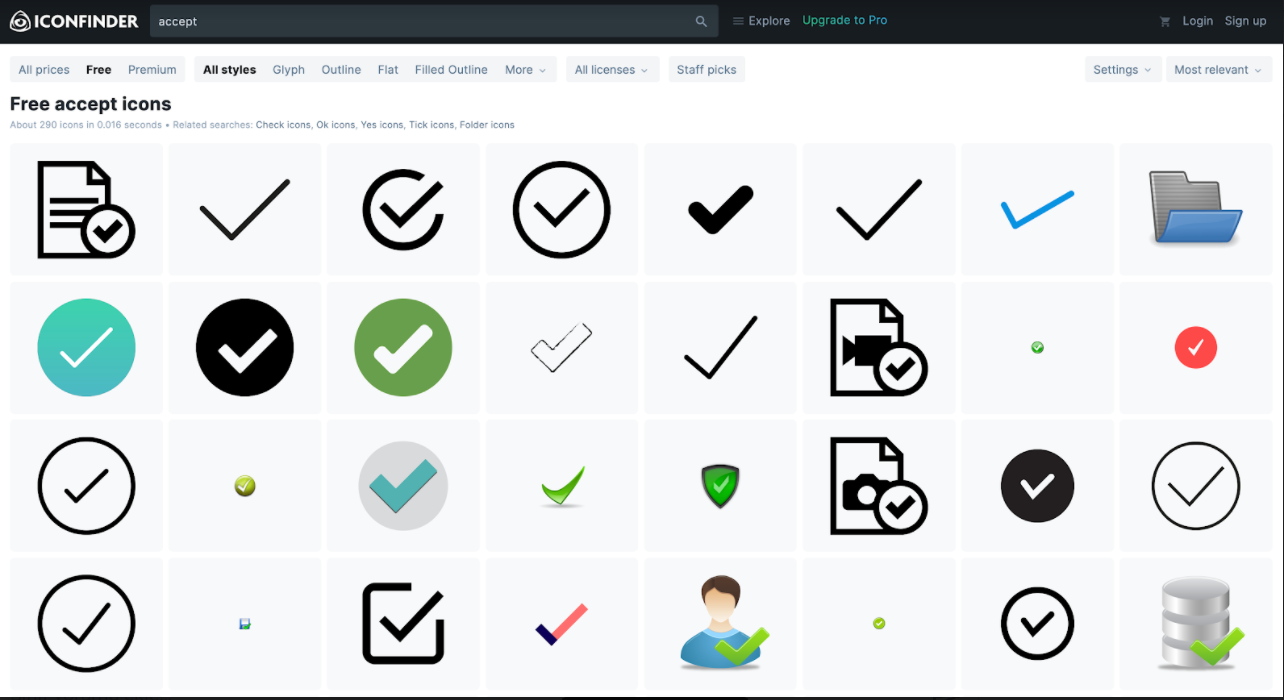 ICONFINDER accept Explore Upgrade to Pro Login Sign up
All prices Free Premium All styles Glyph Outline Flat Filled Outline More All licenses Staff picks Settings Most relevant
Free accept icons
About 290 icons in 0.016 seconds • Related searches: Check icons, Ok icons, Yes icons, Tick icons, Folder icons